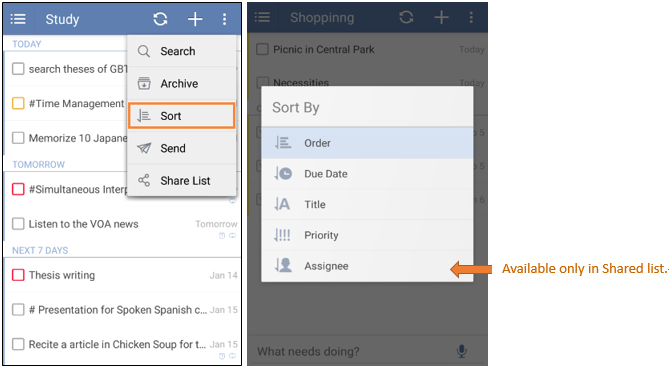 Study
TODAY
search theses of GBT
#Time Management
Memorize 10 Japane
TOMORROW
#Simultaneous Interp
Listen to the VOA news Tomorrow
NEXT 7 DAYS
Thesis writing Jan 14
# Presentation for Spoken Spanish c... Jan 15
Recite a article in Chicken Soup for t... Jan 15
Search
Archive
Sort
Send
Share List
Shoppinng
Picnic in Central Park Today
Necessities Today
Sort By
Order
Due Date
Title
Priority
Assignee
What needs doing?
Available only in Shared list.